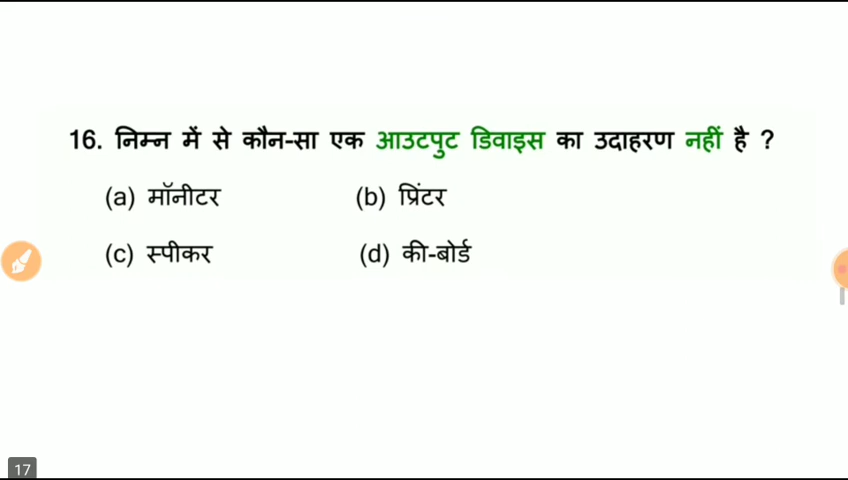 16. निम्न में से कौन-सा एक आउटपुट डिवाइस का उदाहरण नहीं है ?
(a) मॉनीटर (b) प्रिंटर
(c) स्पीकर (d) की-बोर्ड
17